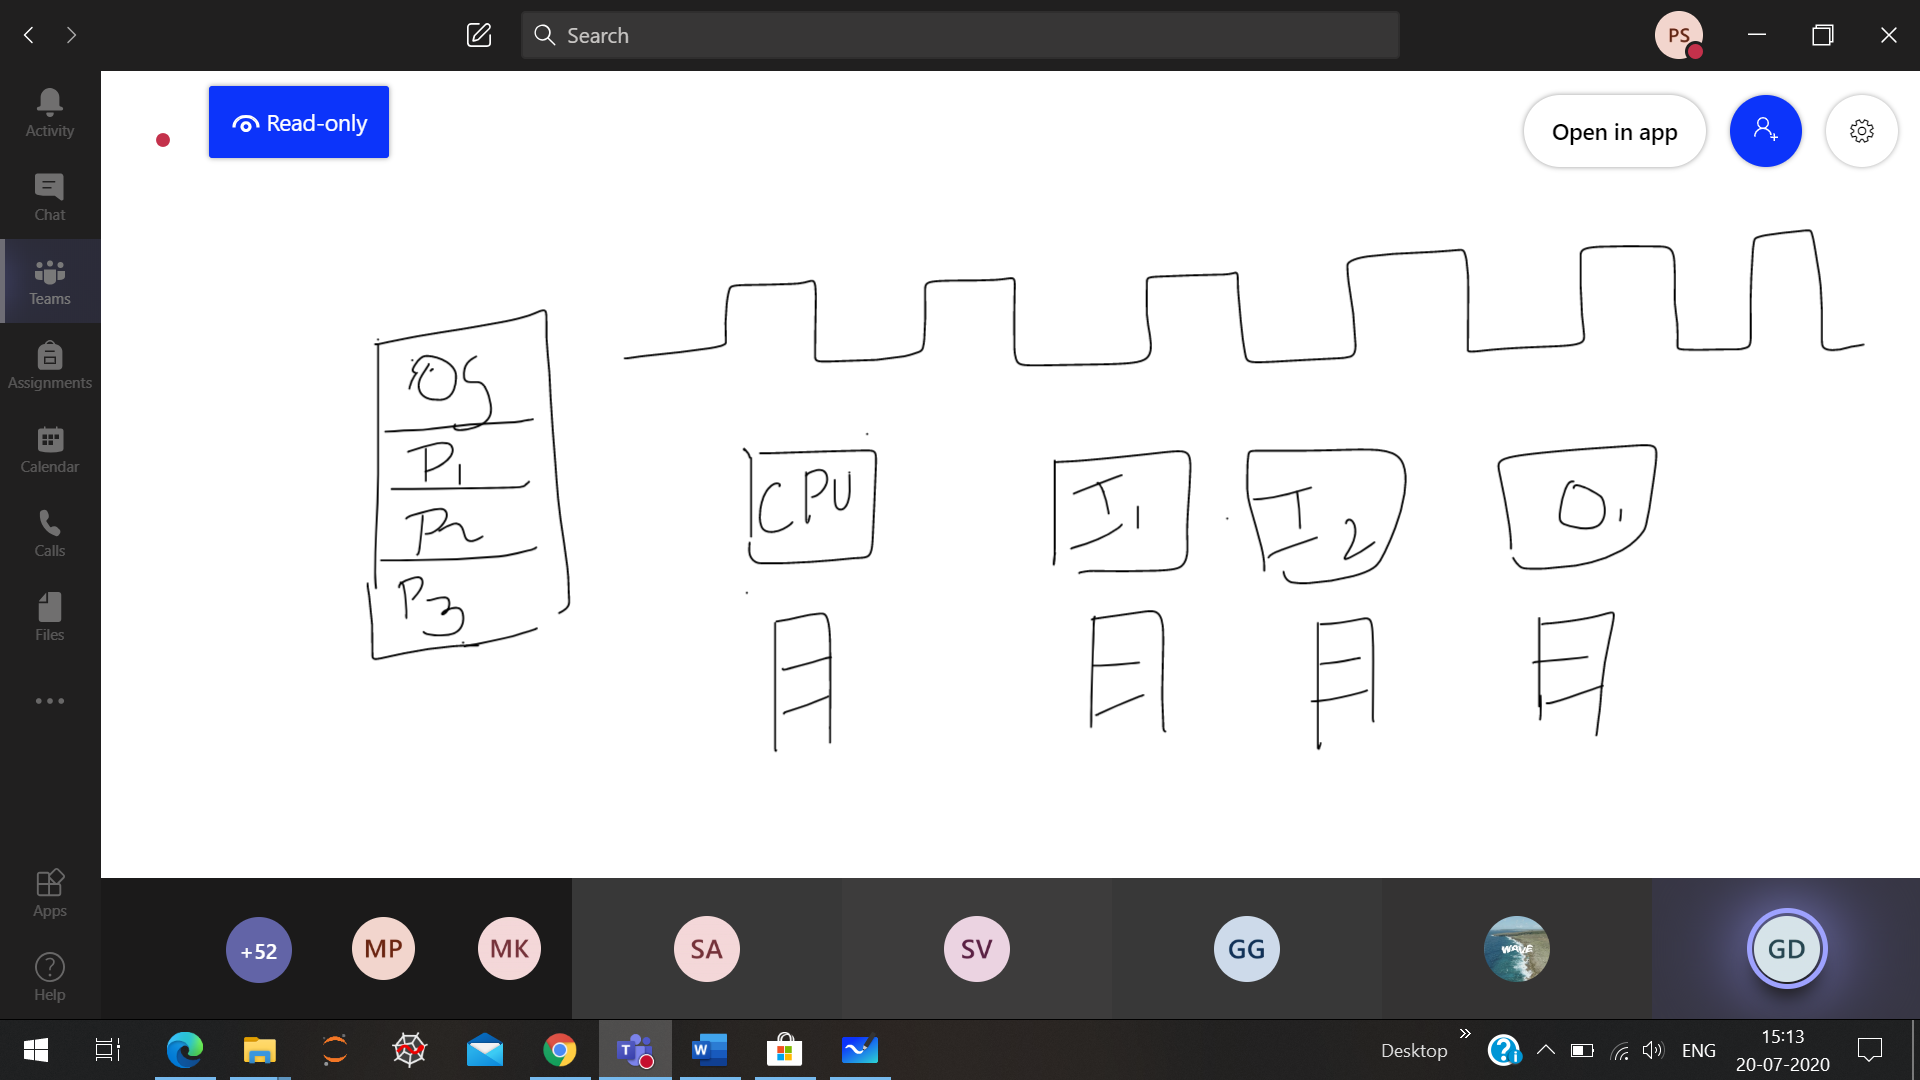 Search
PS
Activity
Chat
Teams
Assignments
Calendar
Calls
Files
Apps
Help
Read-only
Open in app
OS
P1
P2
P3
CPU
I1
I2
O1
+52
MP
MK
SA
SV
GG
WAVE
GD
Desktop
ENG
15:13
20-07-2020